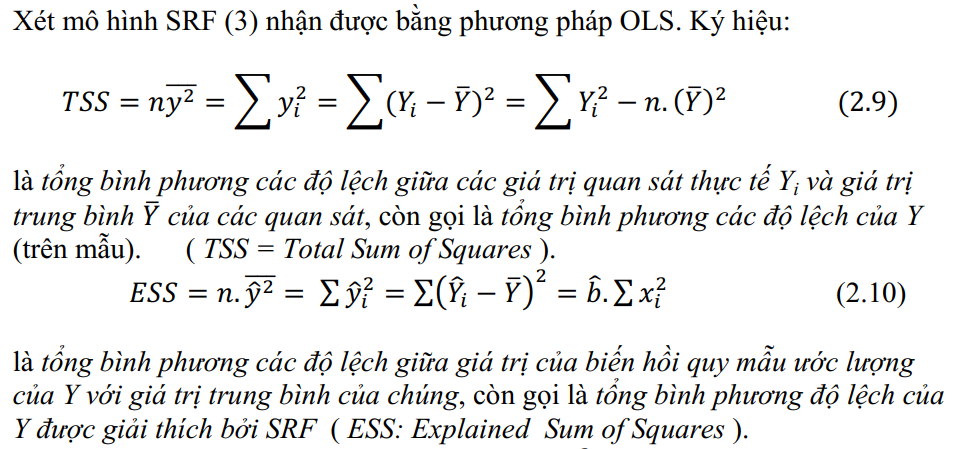 Xét mô hình SRF (3) nhận được bằng phương pháp OLS. Ký hiệu:
$TSS = n\overline{y^2} = \sum y_i^2 = \sum (Y_i - \bar{Y})^2 = \sum Y_i^2 - n.(\bar{Y})^2$ (2.9)
là tổng bình phương các độ lệch giữa các giá trị quan sát thực tế $Y_i$ và giá trị
trung bình $\bar{Y}$ của các quan sát, còn gọi là tổng bình phương các độ lệch của Y
(trên mẫu). ( TSS = Total Sum of Squares ).
$ESS = n.\overline{\hat{y}^2} = \sum \hat{y}_i^2 = \sum (\hat{Y}_i - \bar{Y})^2 = \hat{b}.\sum x_i^2$ (2.10)
là tổng bình phương các độ lệch giữa giá trị của biến hồi quy mẫu ước lượng
của Y với giá trị trung bình của chúng, còn gọi là tổng bình phương độ lệch của
Y được giải thích bởi SRF ( ESS: Explained Sum of Squares ).